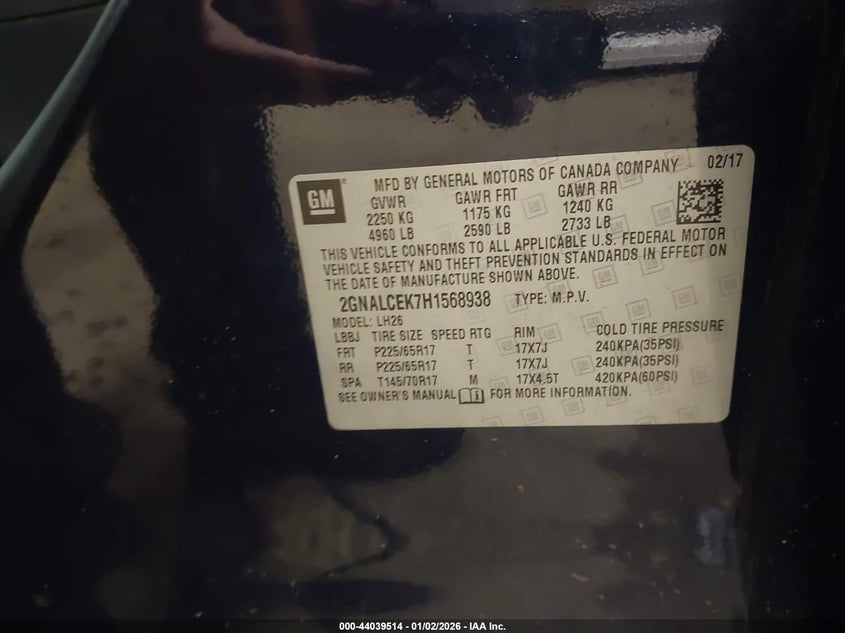 GM
MFD BY GENERAL MOTORS OF CANADA COMPANY 02/17
GVWR GAWR FRT GAWR RR
2250 KG 1175 KG 1240 KG
4960 LB 2590 LB 2733 LB
THIS VEHICLE CONFORMS TO ALL APPLICABLE U.S. FEDERAL MOTOR
VEHICLE SAFETY AND THEFT PREVENTION STANDARDS IN EFFECT ON
THE DATE OF MANUFACTURE SHOWN ABOVE.
2GNALCEK7H1568938 TYPE: M.P.V.
MODEL: LH26
LBBJ TIRE SIZE SPEED RTG RIM COLD TIRE PRESSURE
FRT P225/65R17 T 17X7J 240KPA(35PSI)
RR P225/65R17 T 17X7J 240KPA(35PSI)
SPA T145/70R17 M 17X4.5T 420KPA(60PSI)
SEE OWNER'S MANUAL FOR MORE INFORMATION.
000-44039514 - 01/02/2026 - IAA Inc.